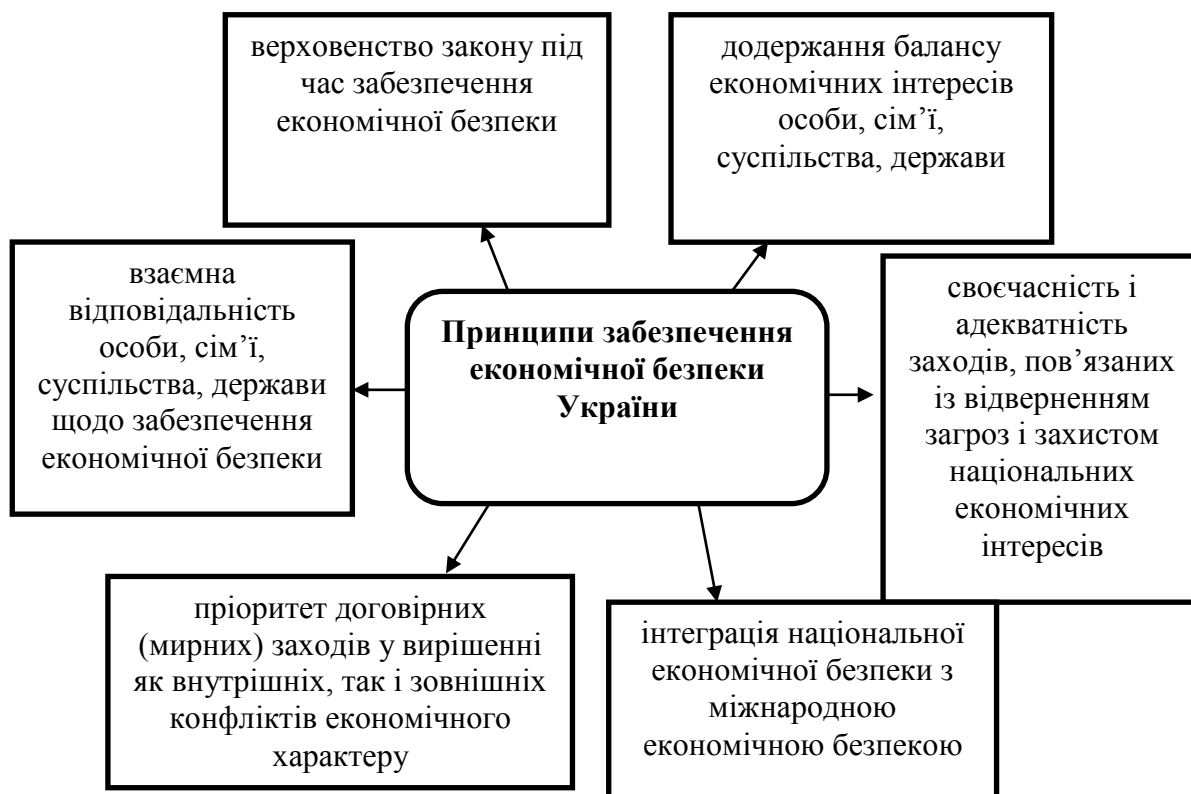 верховенство закону під
час забезпечення
економічної безпеки
додержання балансу
економічних інтересів
особи, сім’ї,
суспільства, держави
взаємна
відповідальність
особи, сім’ї,
суспільства, держави
щодо забезпечення
економічної безпеки
Принципи забезпечення
економічної безпеки
України
своєчасність і
адекватність
заходів, пов’язаних
із відверненням
загроз і захистом
національних
економічних
інтересів
пріоритет договірних
(мирних) заходів у вирішенні
як внутрішніх, так і зовнішніх
конфліктів економічного
характеру
інтеграція національної
економічної безпеки з
міжнародною
економічною безпекою